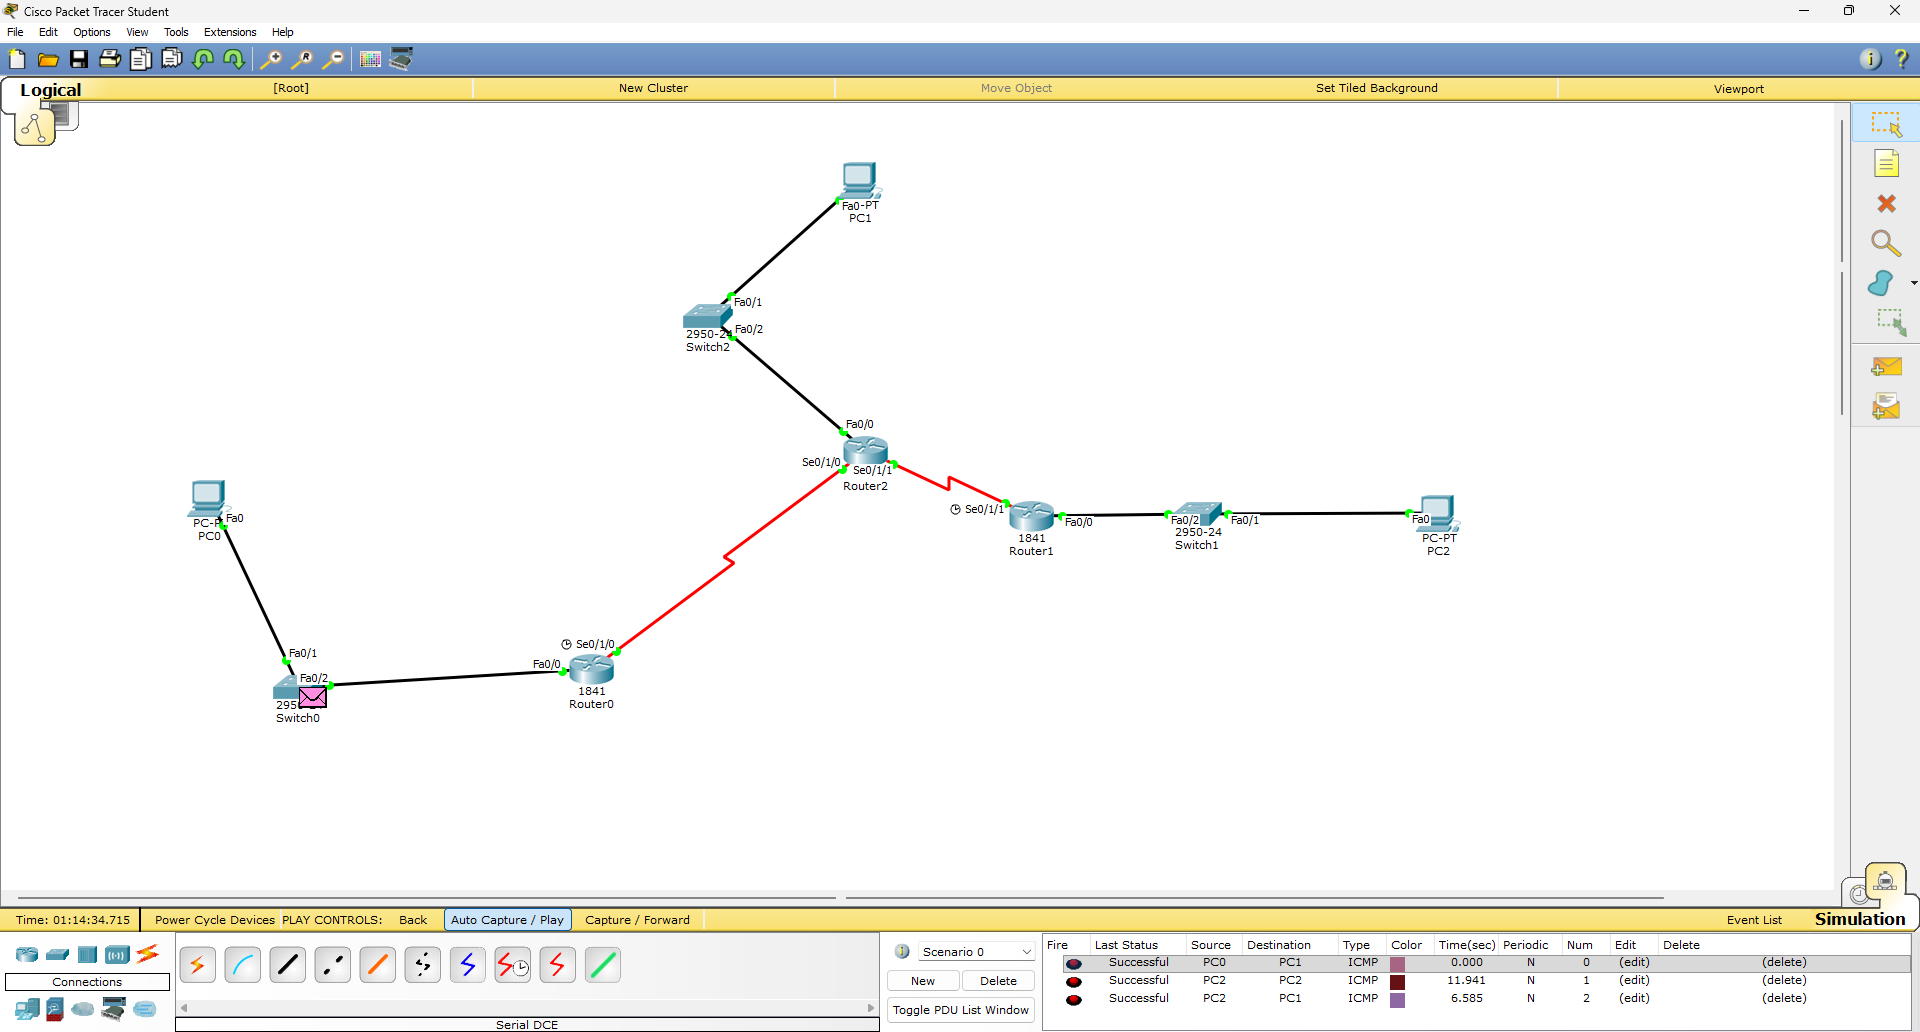 Cisco Packet Tracer Student
File Edit Options View Tools Extensions Help
Logical [Root] New Cluster Move Object Set Tiled Background Viewport
Fa0-PT
PC1
Fa0/1
Fa0/2
2950-24
Switch2
Fa0/0
Se0/1/0 Se0/1/1
Router2
Se0/1/1
Fa0/0
1841
Router1
Fa0/2 Fa0/1
2950-24
Switch1
Fa0
PC-PT
PC2
Fa0
PC-P
PC0
Fa0/1
Fa0/2
295
Switch0
Se0/1/0
Fa0/0
1841
Router0
Time: 01:14:34.715 Power Cycle Devices PLAY CONTROLS: Back Auto Capture / Play Capture / Forward Event List Simulation
Connections
Serial DCE
Scenario 0
New Delete
Toggle PDU List Window
Fire Last Status Source Destination Type Color Time(sec) Periodic Num Edit Delete
Successful PC0 PC1 ICMP 0.000 N 0 (edit) (delete)
Successful PC2 PC2 ICMP 11.941 N 1 (edit) (delete)
Successful PC2 PC1 ICMP 6.585 N 2 (edit) (delete)